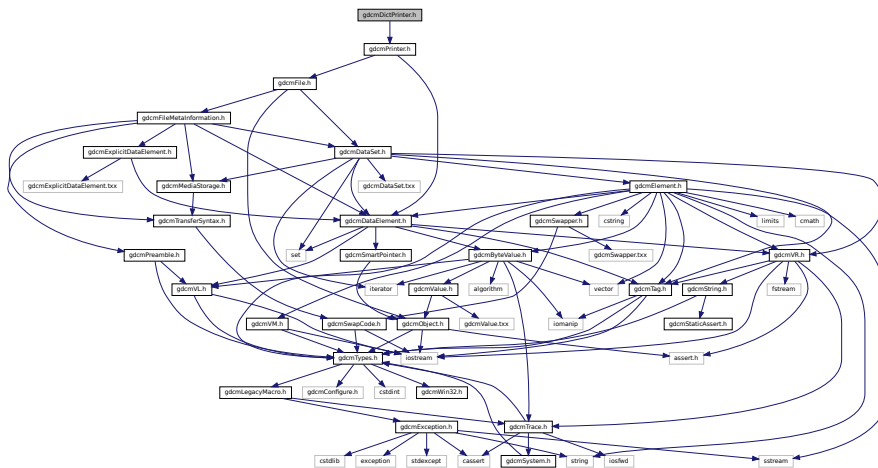 gdcmDictPrinter.h
gdcmPrinter.h
gdcmFile.h
gdcmFileMetaInformation.h
gdcmExplicitDataElement.h
gdcmDataSet.h
gdcmExplicitDataElement.txx
gdcmMediaStorage.h
gdcmDataSet.txx
gdcmElement.h
gdcmTransferSyntax.h
gdcmDataElement.h
gdcmSwapper.h
cstring
limits
cmath
gdcmPreamble.h
set
gdcmSmartPointer.h
gdcmByteValue.h
gdcmSwapper.txx
gdcmVR.h
gdcmVL.h
iterator
gdcmValue.h
algorithm
vector
gdcmTag.h
gdcmString.h
fstream
gdcmVM.h
gdcmSwapCode.h
gdcmObject.h
gdcmValue.txx
iomanip
gdcmStaticAssert.h
gdcmTypes.h
iostream
assert.h
gdcmLegacyMacro.h
gdcmConfigure.h
cstdint
gdcmWin32.h
gdcmException.h
gdcmTrace.h
cstdlib
exception
stdexcept
cassert
gdcmSystem.h
string
iosfwd
sstream